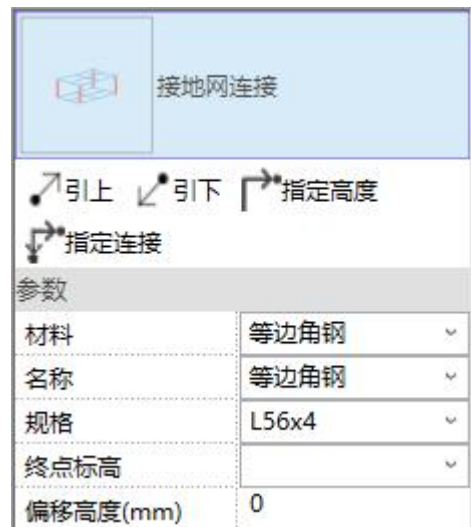 接地网连接
引上 引下 指定高度
指定连接
参数
材料 等边角钢
名称 等边角钢
规格 L56x4
终点标高
偏移高度(mm) 0